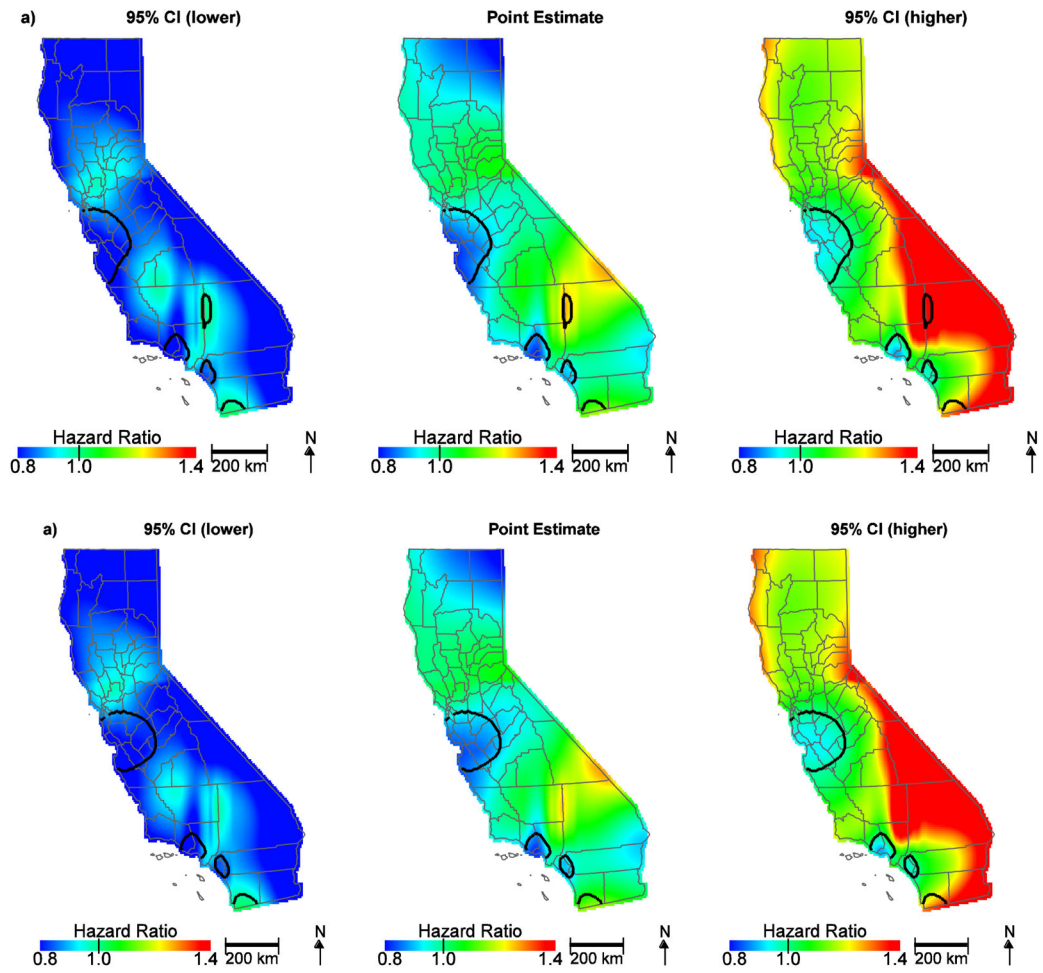 a) 95% CI (lower) Point Estimate 95% CI (higher)
Hazard Ratio N Hazard Ratio N Hazard Ratio N
0.8 1.0 1.4 200 km 0.8 1.0 1.4 200 km 0.8 1.0 1.4 200 km
a) 95% CI (lower) Point Estimate 95% CI (higher)
Hazard Ratio N Hazard Ratio N Hazard Ratio N
0.8 1.0 1.4 200 km 0.8 1.0 1.4 200 km 0.8 1.0 1.4 200 km